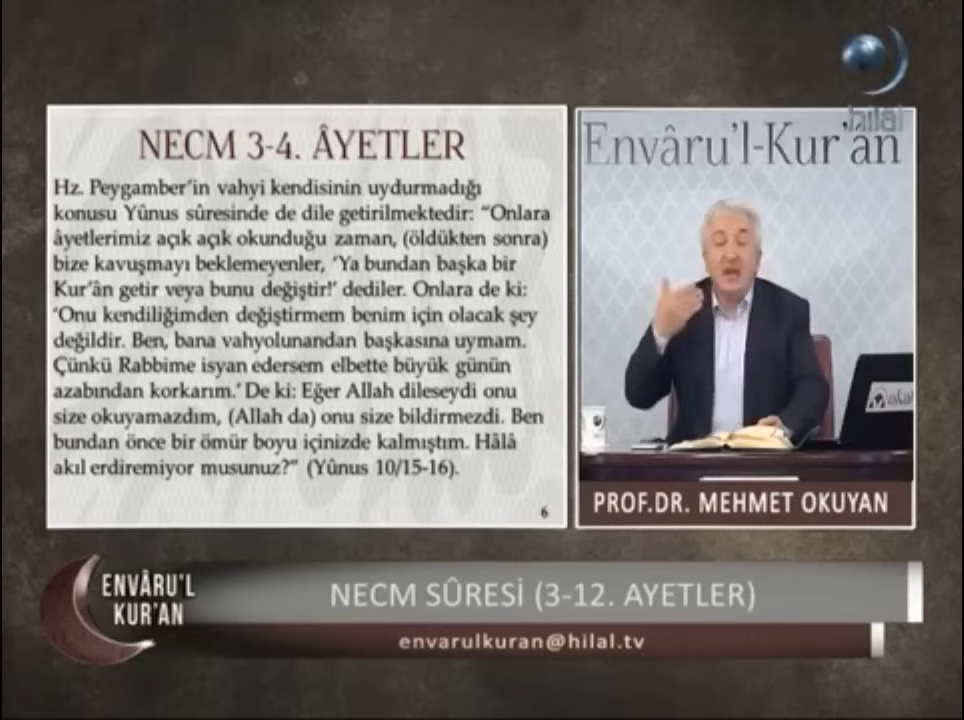 hilal
NECM 3-4. ÂYETLER
Hz. Peygamber'in vahyi kendisinin uydurmadığı
konusu Yûnus sûresinde de dile getirilmektedir: "Onlara
âyetlerimiz açık açık okunduğu zaman, (öldükten sonra)
bize kavuşmayı beklemeyenler, 'Ya bundan başka bir
Kur'ân getir veya bunu değiştir!' dediler. Onlara de ki:
'Onu kendiliğimden değiştirmem benim için olacak şey
değildir. Ben, bana vahyolunandan başkasına uymam.
Çünkü Rabbime isyan edersem elbette büyük günün
azabından korkarım.' De ki: Eğer Allah dileseydi onu
size okuyamazdım, (Allah da) onu size bildirmezdi. Ben
bundan önce bir ömür boyu içinizde kalmıştım. Hâlâ
akıl erdiremiyor musunuz?" (Yûnus 10/15-16).
6
Envâru'l-Kur'an
PROF.DR. MEHMET OKUYAN
ENVÂRU'L
KUR'AN
NECM SÛRESİ (3-12. AYETLER)
envarulkuran@hilal.tv